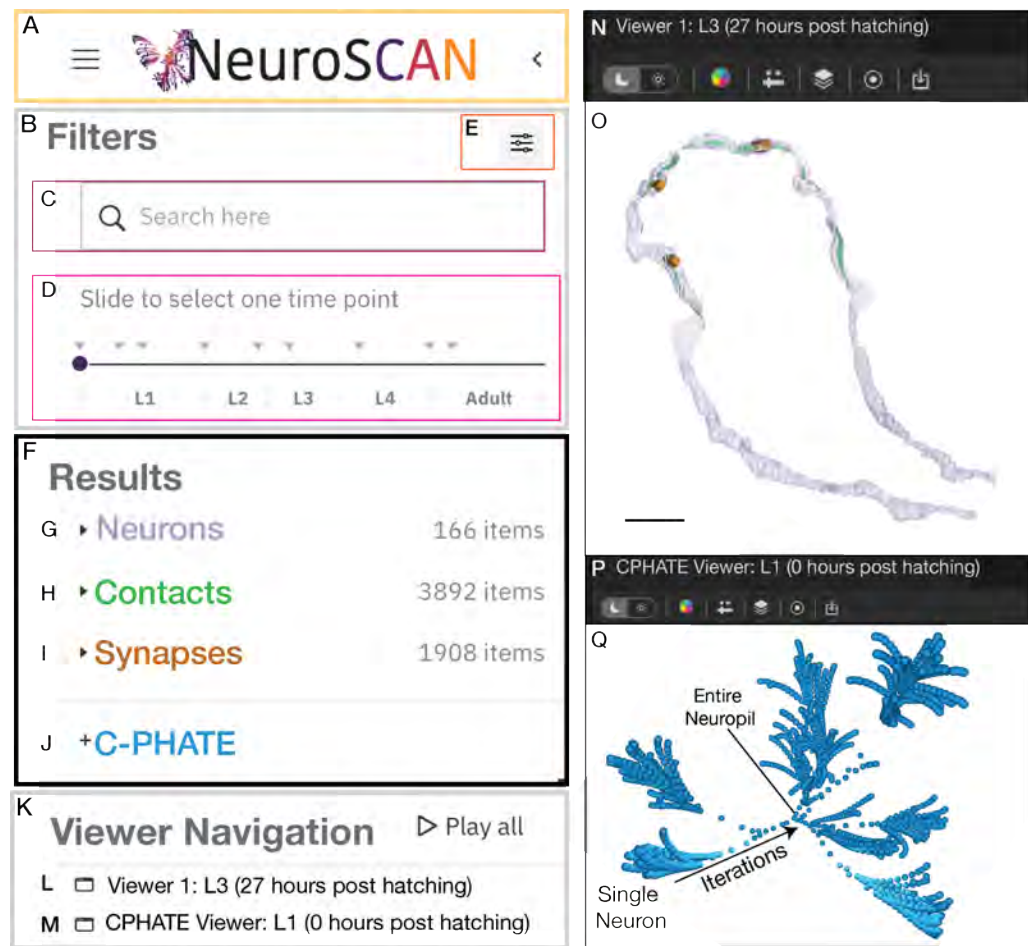 A
NeuroSCAN
B
Filters
E
C
Search here
D
Slide to select one time point
L1 L2 L3 L4 Adult
F
Results
G Neurons 166 items
H Contacts 3892 items
I Synapses 1908 items
J +C-PHATE
K
Viewer Navigation Play all
L Viewer 1: L3 (27 hours post hatching)
M CPHATE Viewer: L1 (0 hours post hatching)
N Viewer 1: L3 (27 hours post hatching)
O
P CPHATE Viewer: L1 (0 hours post hatching)
Q
Entire
Neuropil
Iterations
Single
Neuron